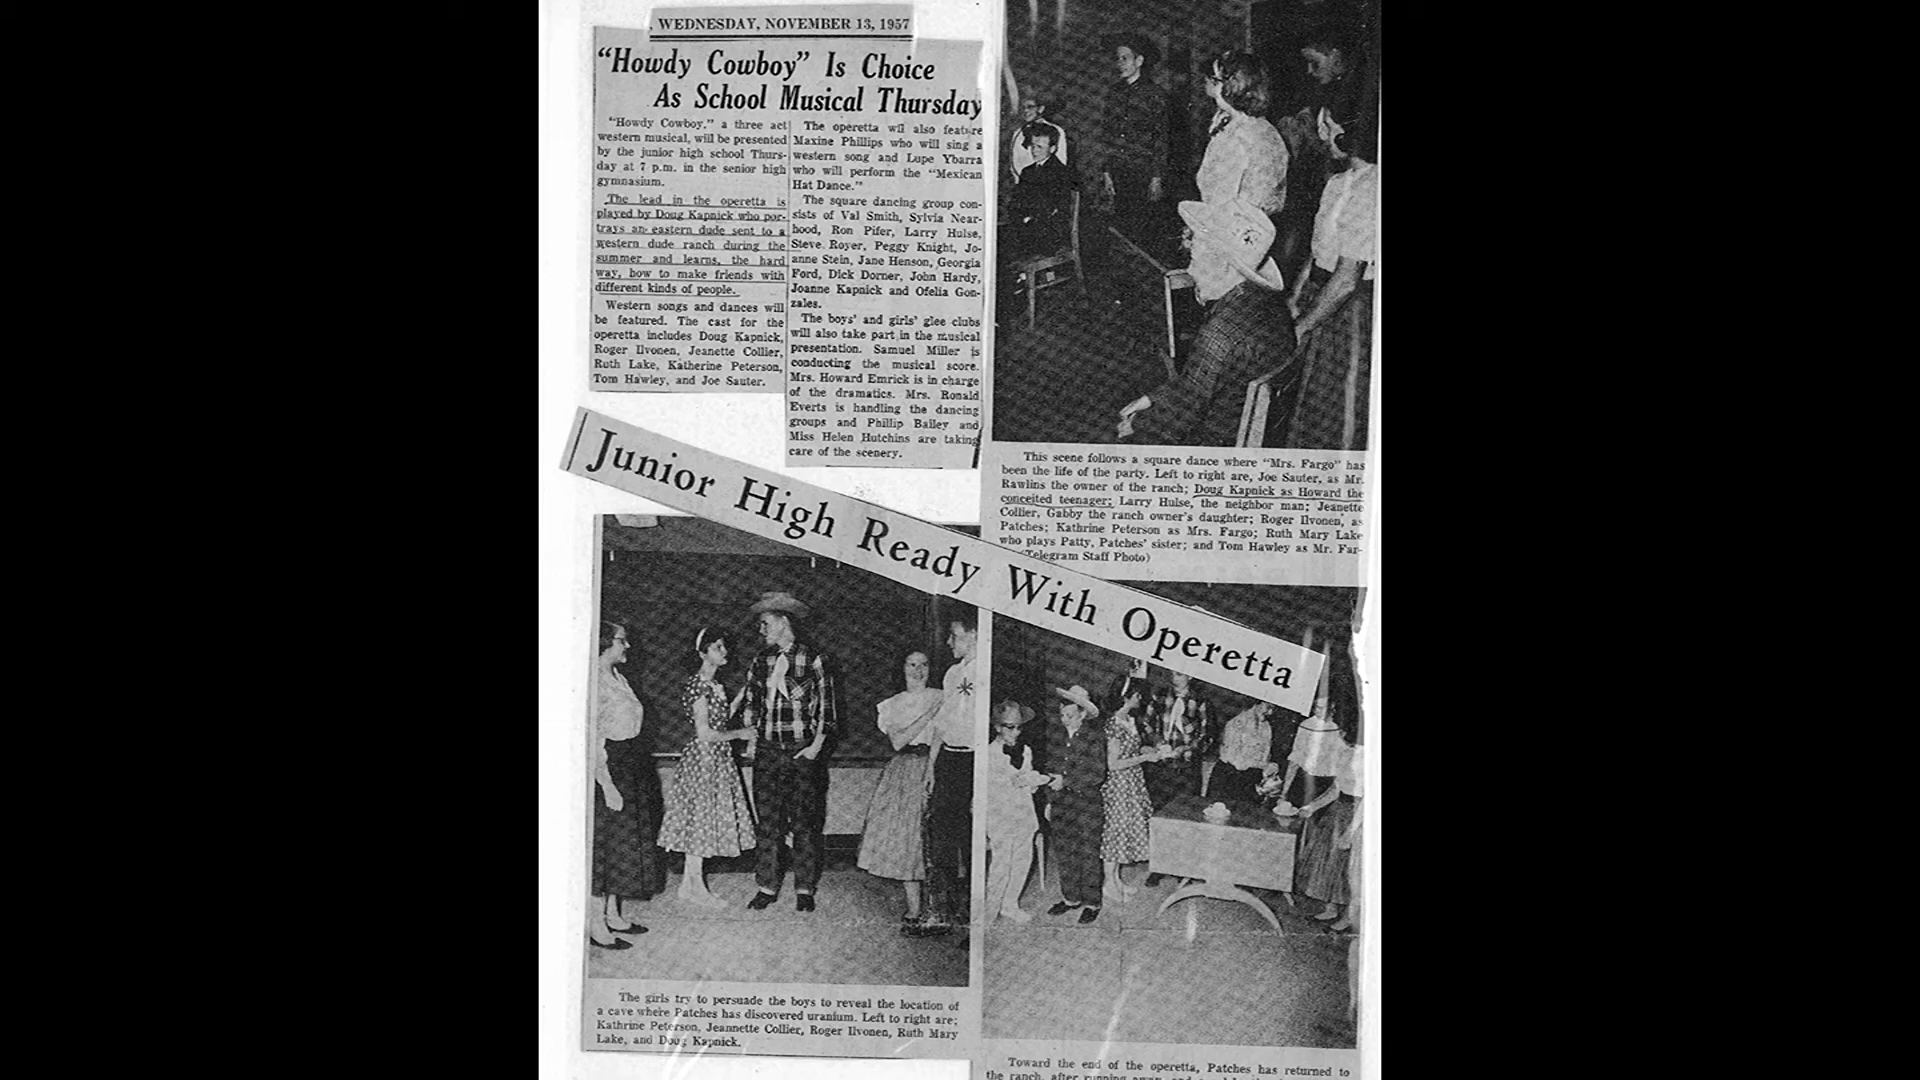 WEDNESDAY, NOVEMBER 13, 1957
“Howdy Cowboy” Is Choice
As School Musical Thursday
“Howdy Cowboy,” a three act
western musical, will be presented
by the junior high school Thurs-
day at 7 p.m. in the senior high
gymnasium.
The lead in the operetta is
played by Doug Kapnick who por-
trays an eastern dude sent to a
western dude ranch during the
summer and learns, the hard
way, how to make friends with
different kinds of people.
Western songs and dances will
be featured. The cast for the
operetta includes Doug Kapnick,
Roger Ilvonen, Jeanette Collier,
Ruth Lake, Katherine Peterson,
Tom Hawley, and Joe Sauter.
The operetta wil also feature
Maxine Phillips who will sing a
western song and Lupe Ybarra
who will perform the “Mexican
Hat Dance.”
The square dancing group con-
sists of Val Smith, Sylvia Near-
hood, Ron Pifer, Larry Hulse,
Steve Royer, Peggy Knight, Jo-
anne Stein, Jane Henson, Georgia
Ford, Dick Dorner, John Hardy,
Joanne Kapnick and Ofelia Gon-
zales.
The boys’ and girls’ glee clubs
will also take part in the musical
presentation. Samuel Miller is
conducting the musical score.
Mrs. Howard Emrick is in charge
of the dramatics. Mrs. Ronald
Everts is handling the dancing
groups and Phillip Bailey and
Miss Helen Hutchins are taking
care of the scenery.
This scene follows a square dance where “Mrs. Fargo” has
been the life of the party. Left to right are, Joe Sauter, as Mr.
Rawlins the owner of the ranch; Doug Kapnick as Howard the
conceited teenager; Larry Hulse, the neighbor man; Jeanette
Collier, Gabby the ranch owner’s daughter; Roger Ilvonen, as
Patches; Kathrine Peterson as Mrs. Fargo; Ruth Mary Lake
who plays Patty, Patches’ sister; and Tom Hawley as Mr. Far-
(Telegram Staff Photo)
Junior High Ready With Operetta
The girls try to persuade the boys to reveal the location of
a cave where Patches has discovered uranium. Left to right are;
Kathrine Peterson, Jeannette Collier, Roger Ilvonen, Ruth Mary
Lake, and Doug Kapnick.
Toward the end of the operetta, Patches has returned to
the ranch, after running away